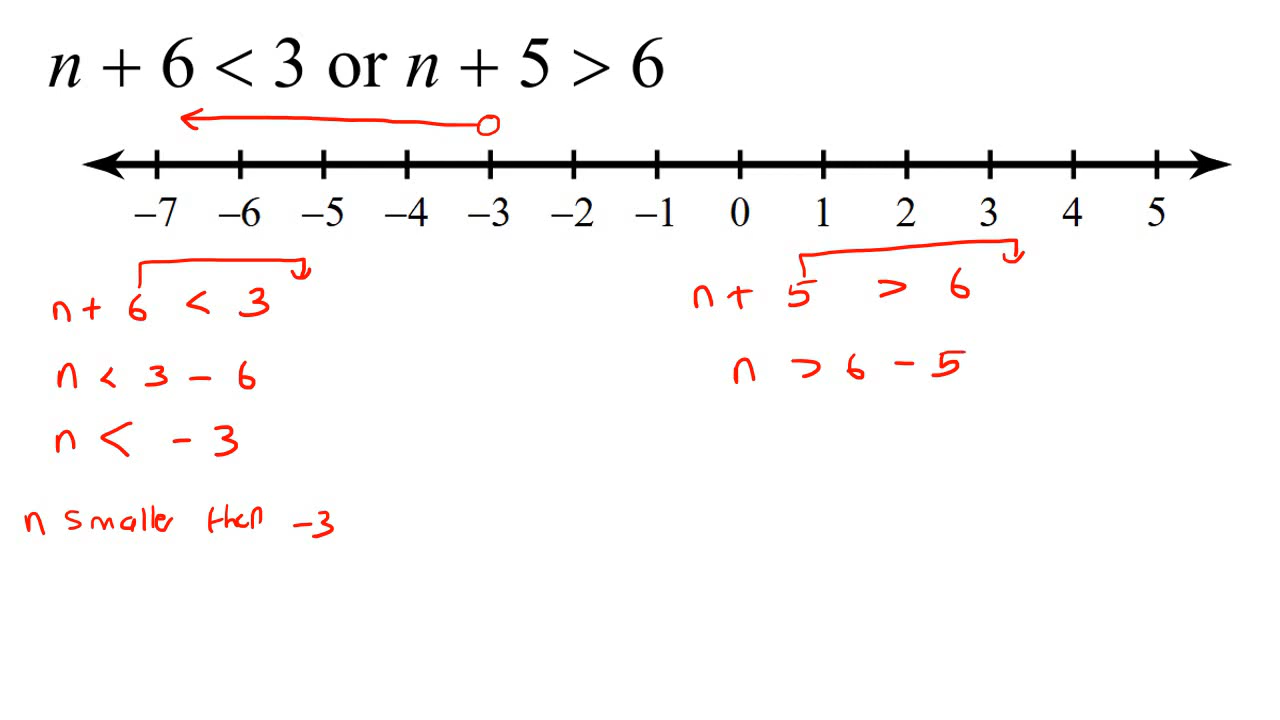 n + 6 < 3 or n + 5 > 6
–7 –6 –5 –4 –3 –2 –1 0 1 2 3 4 5
n + 6 < 3
n < 3 - 6
n < - 3
n smaller then -3
n + 5 > 6
n > 6 - 5